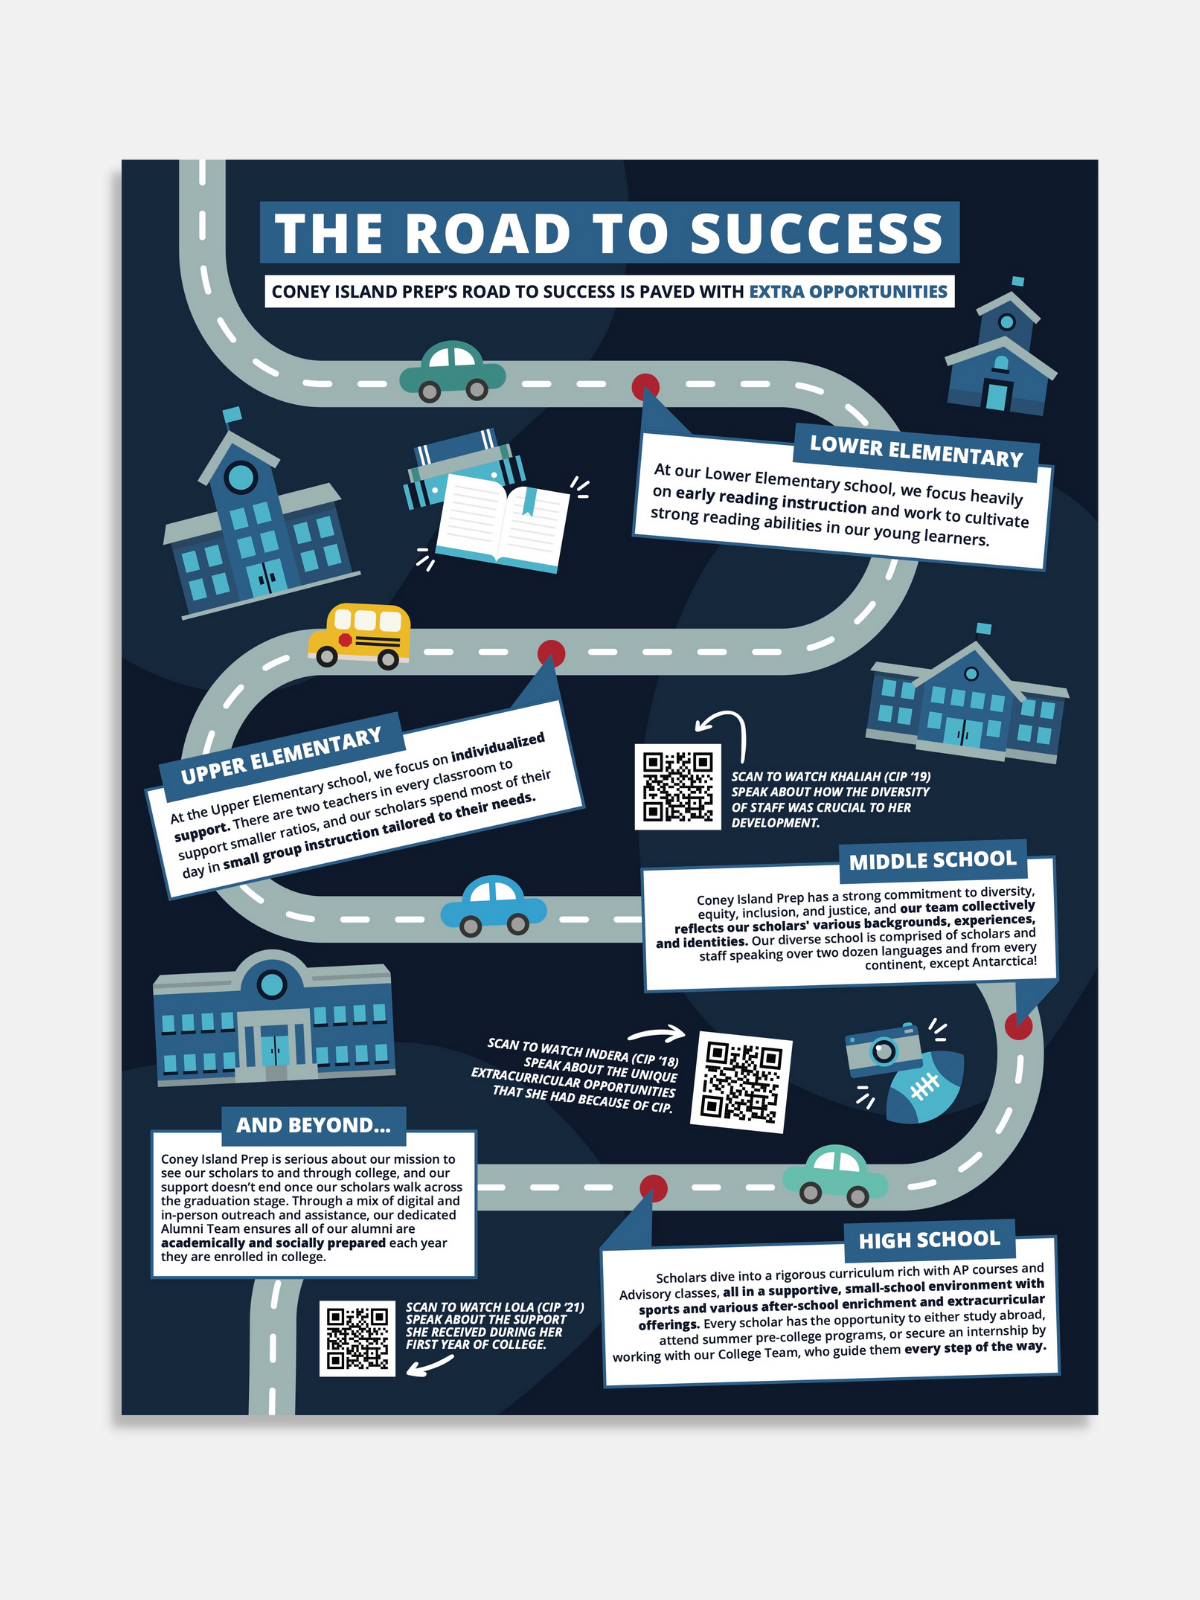 THE ROAD TO SUCCESS
CONEY ISLAND PREP'S ROAD TO SUCCESS IS PAVED WITH EXTRA OPPORTUNITIES
LOWER ELEMENTARY
At our Lower Elementary school, we focus heavily
on early reading instruction and work to cultivate
strong reading abilities in our young learners.
UPPER ELEMENTARY
At the Upper Elementary school, we focus on individualized
support. There are two teachers in every classroom to
support smaller ratios, and our scholars spend most of their
day in small group instruction tailored to their needs.
SCAN TO WATCH KHALIAH (CIP '19)
SPEAK ABOUT HOW THE DIVERSITY
OF STAFF WAS CRUCIAL TO HER
DEVELOPMENT.
MIDDLE SCHOOL
Coney Island Prep has a strong commitment to diversity,
equity, inclusion, and justice, and our team collectively
reflects our scholars' various backgrounds, experiences,
and identities. Our diverse school is comprised of scholars and
staff speaking over two dozen languages and from every
continent, except Antarctica!
SCAN TO WATCH INDERA (CIP '18)
SPEAK ABOUT THE UNIQUE
EXTRACURRICULAR OPPORTUNITIES
THAT SHE HAD BECAUSE OF CIP.
AND BEYOND...
Coney Island Prep is serious about our mission to
see our scholars to and through college, and our
support doesn't end once our scholars walk across
the graduation stage. Through a mix of digital and
in-person outreach and assistance, our dedicated
Alumni Team ensures all of our alumni are
academically and socially prepared each year
they are enrolled in college.
HIGH SCHOOL
Scholars dive into a rigorous curriculum rich with AP courses and
Advisory classes, all in a supportive, small-school environment with
sports and various after-school enrichment and extracurricular
offerings. Every scholar has the opportunity to either study abroad,
attend summer pre-college programs, or secure an internship by
working with our College Team, who guide them every step of the way.
SCAN TO WATCH LOLA (CIP '21)
SPEAK ABOUT THE SUPPORT
SHE RECEIVED DURING HER
FIRST YEAR OF COLLEGE.